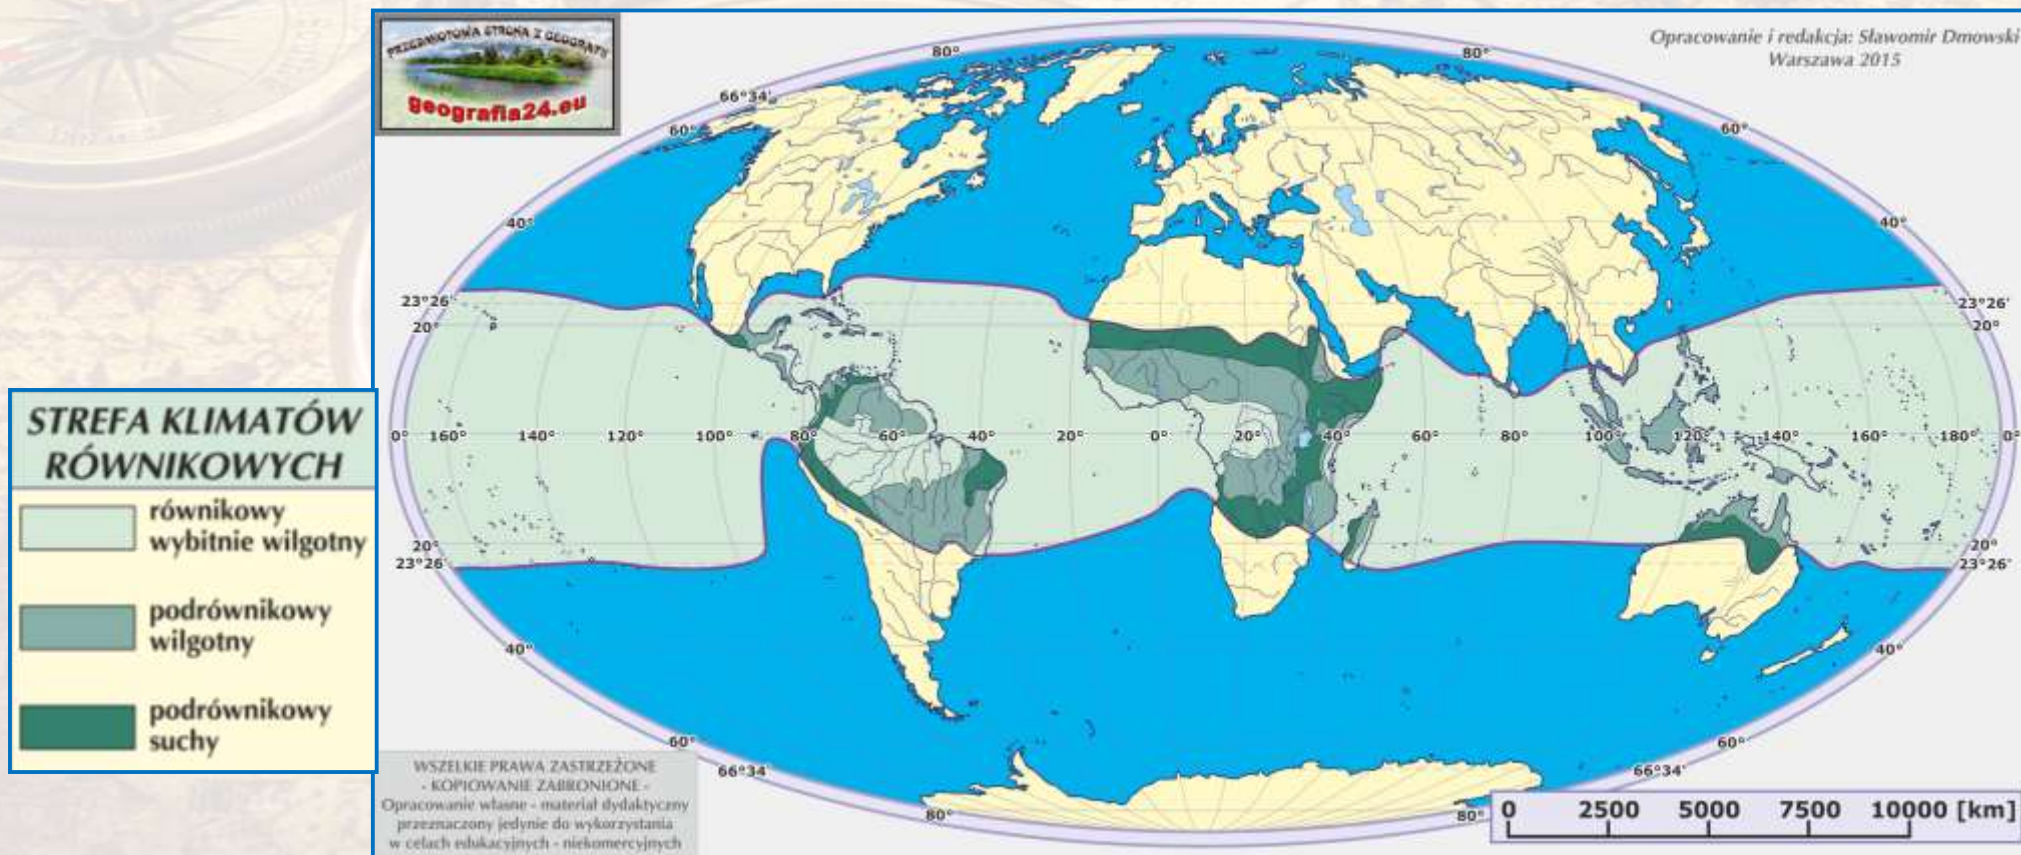 PRZEDMIOTOWA STRONA Z GEOGRAFII
geografia24.eu
Opracowanie i redakcja: Sławomir Dmowski
Warszawa 2015
80° 80°
66°34'
60° 60°
40° 40°
23°26' 23°26'
20° 20°
0° 160° 140° 120° 100° 80° 60° 40° 20° 0° 20° 40° 60° 80° 100° 120° 140° 160° 180° 0°
20° 20°
23°26' 23°26'
40° 40°
60° 60°
66°34 66°34'
80° 80°
STREFA KLIMATÓW
RÓWNIKOWYCH
równikowy
wybitnie wilgotny
podrównikowy
wilgotny
podrównikowy
suchy
WSZELKIE PRAWA ZASTRZEŻONE
- KOPIOWANIE ZABRONIONE -
Opracowanie własne - materiał dydaktyczny
przeznaczony jedynie do wykorzystania
w celach edukacyjnych - niekomercyjnych
0 2500 5000 7500 10000 [km]